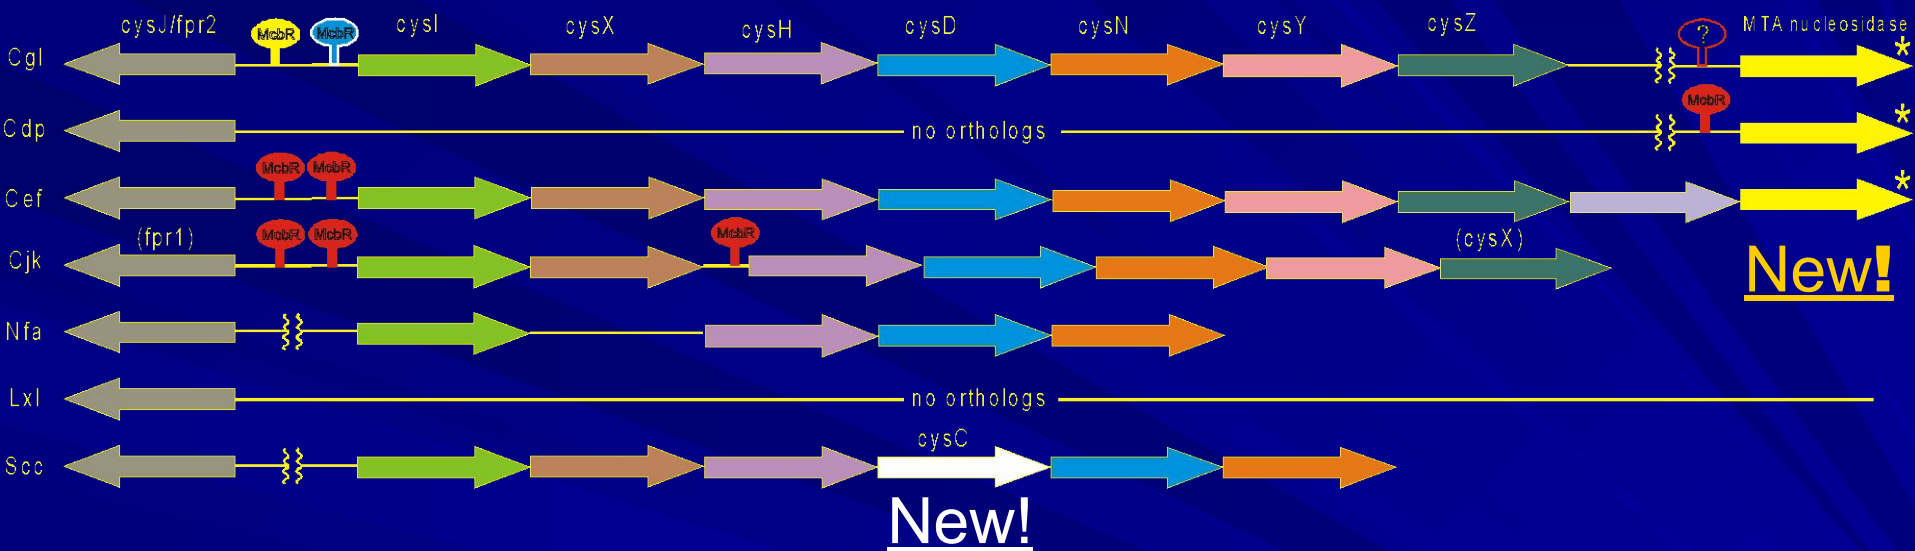 cysJ/fpr2 cysI cysX cysH cysD cysN cysY cysZ MTA nucleosidase
McbR McbR ?
Cgl *
McbR
Cdp no orthologs *
McbR McbR
Cef *
(fpr1) McbR McbR McbR (cysX)
Cjk
New!
Nfa
Lxl no orthologs
cysC
Scc
New!